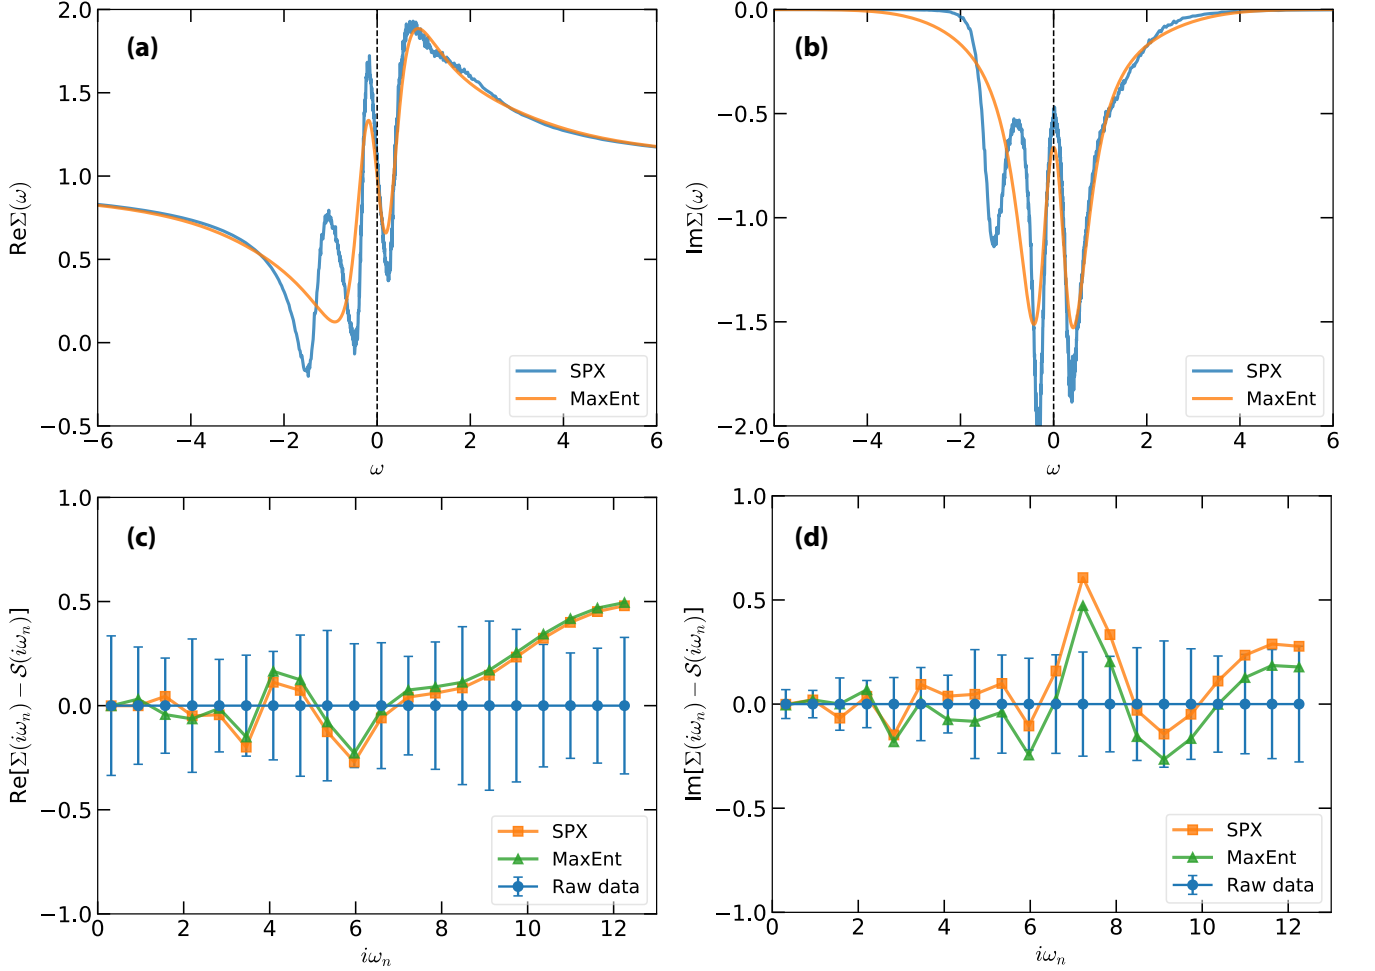 (a)
ReΣ(ω)
2.0
1.5
1.0
0.5
0.0
−0.5
−6 −4 −2 0 2 4 6
ω
SPX
MaxEnt
(b)
ImΣ(ω)
0.0
−0.5
−1.0
−1.5
−2.0
−6 −4 −2 0 2 4 6
ω
SPX
MaxEnt
(c)
Re[Σ(iωₙ) − 𝒮(iωₙ)]
1.0
0.5
0.0
−0.5
−1.0
0 2 4 6 8 10 12
iωₙ
SPX
MaxEnt
Raw data
(d)
Im[Σ(iωₙ) − 𝒮(iωₙ)]
1.0
0.5
0.0
−0.5
−1.0
0 2 4 6 8 10 12
iωₙ
SPX
MaxEnt
Raw data